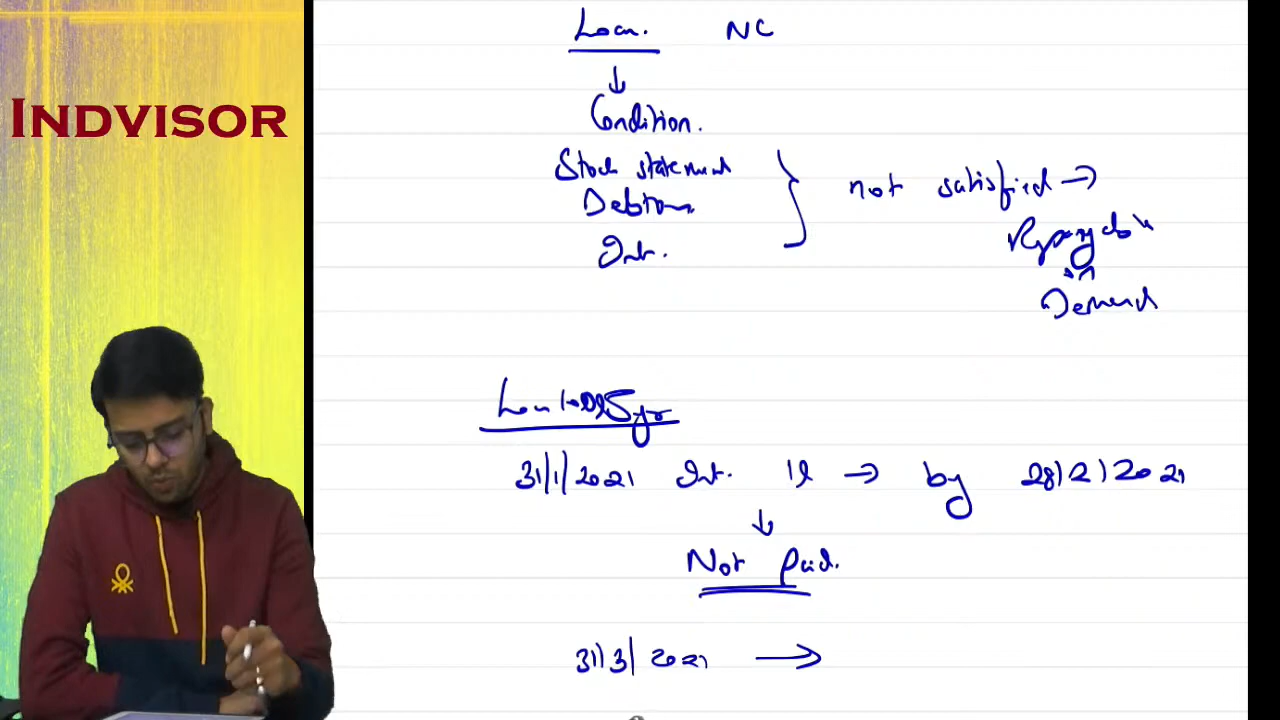 INDVISOR
Loan. NC
↓
Condition.
Stock statement
Debtors
Int.
} not satisfied →
on
Demand
31/1/2021 Int. 1l → by 28/2/2021
↓
Not paid.
31/3/2021 →